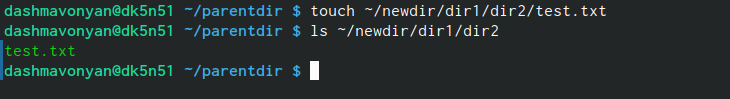 dashmavonyan@dk5n51 ~/parentdir $ touch ~/newdir/dir1/dir2/test.txt
dashmavonyan@dk5n51 ~/parentdir $ ls ~/newdir/dir1/dir2
test.txt
dashmavonyan@dk5n51 ~/parentdir $